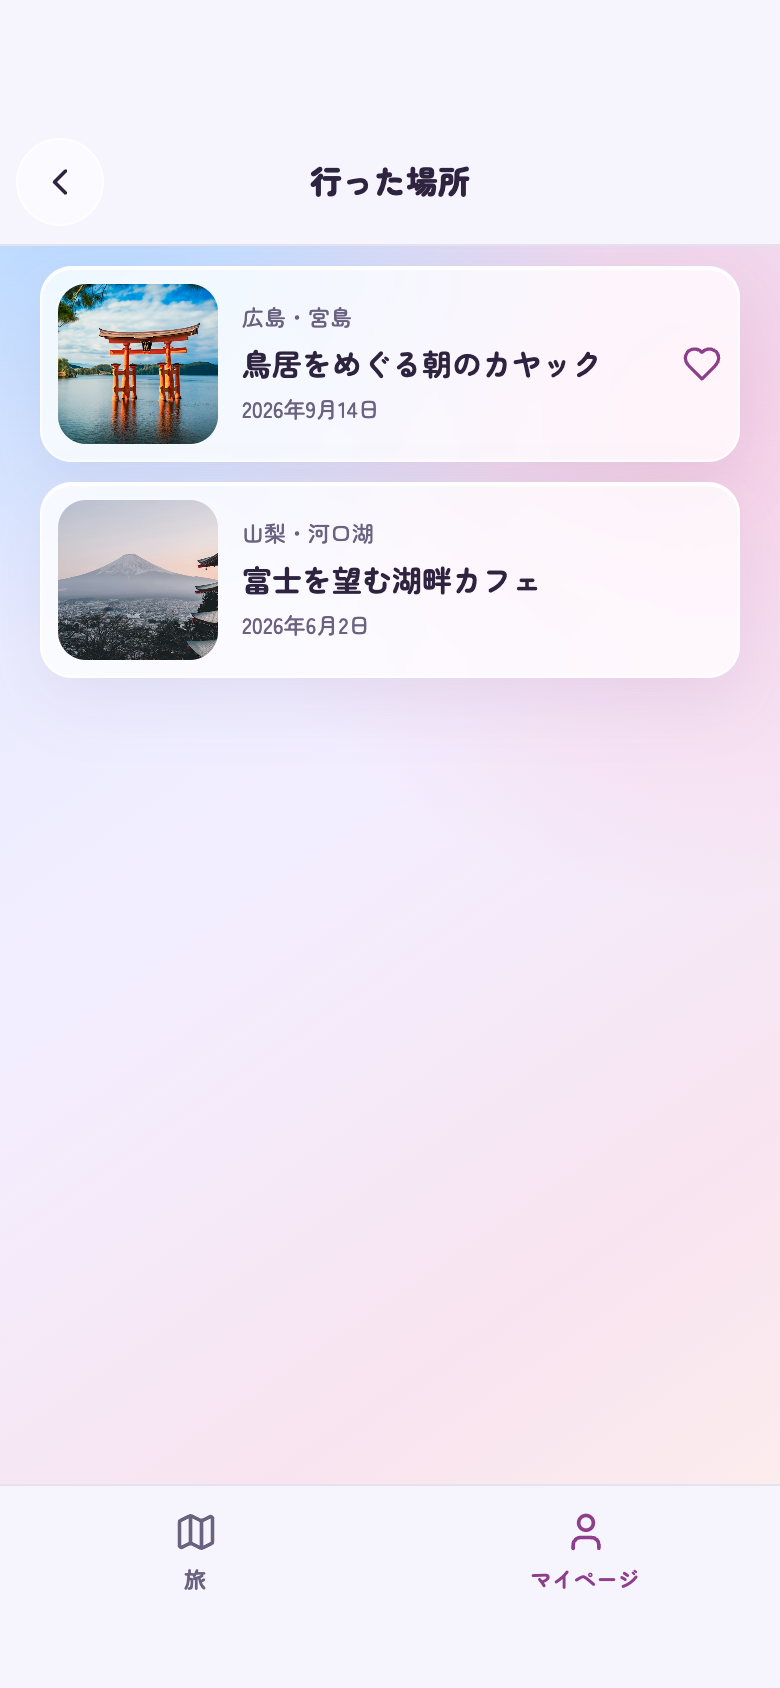 行った場所
広島・宮島
鳥居をめぐる朝のカヤック
2026年9月14日
山梨・河口湖
富士を望む湖畔カフェ
2026年6月2日
旅
マイページ